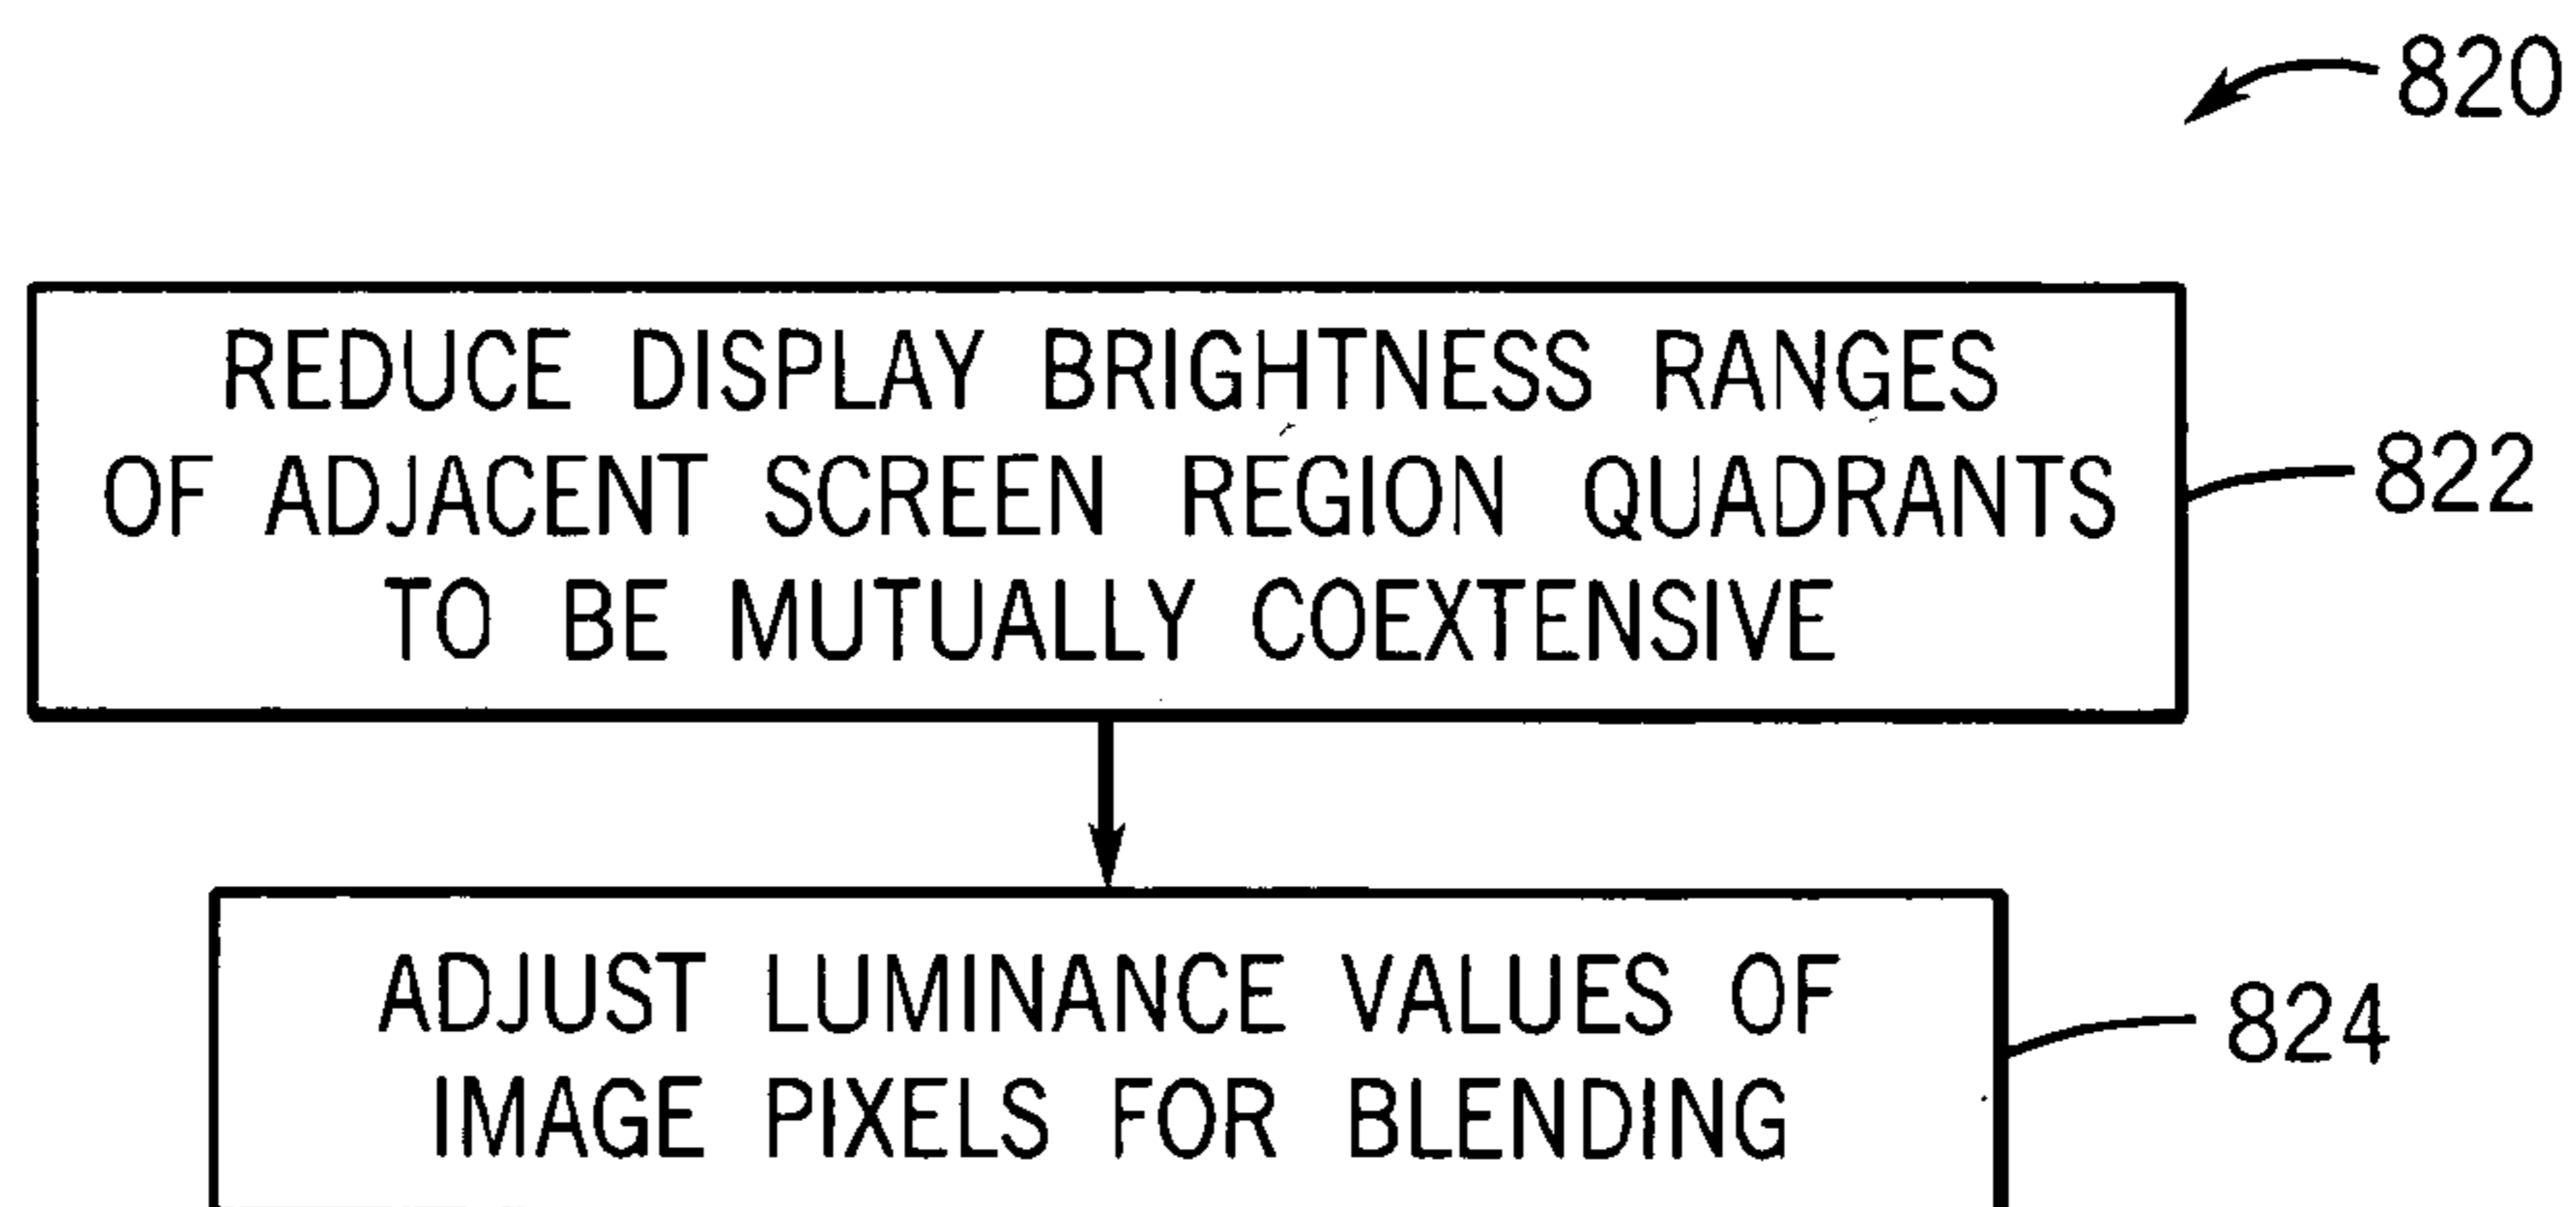 820
REDUCE DISPLAY BRIGHTNESS RANGES
OF ADJACENT SCREEN REGION QUADRANTS
TO BE MUTUALLY COEXTENSIVE
822
ADJUST LUMINANCE VALUES OF
IMAGE PIXELS FOR BLENDING
824